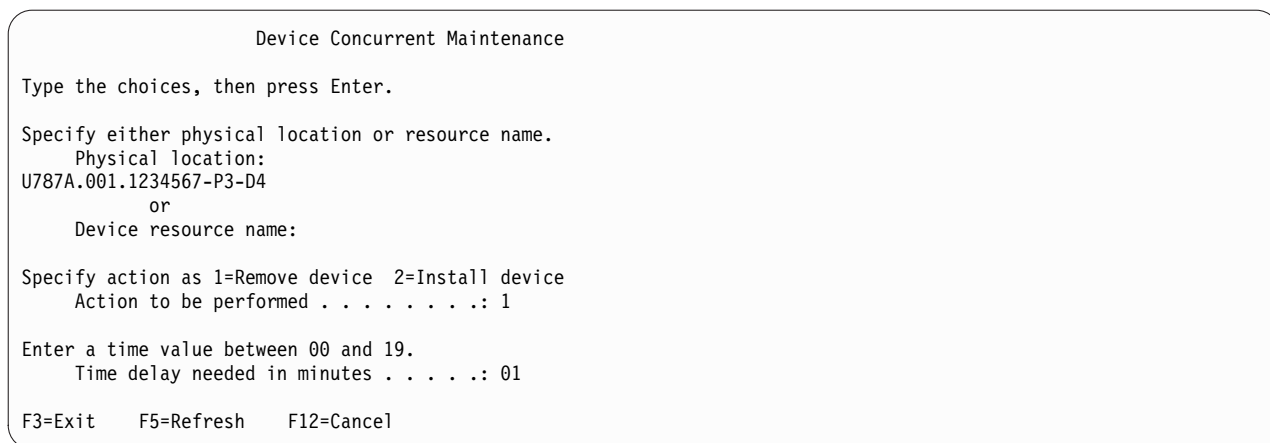 Device Concurrent Maintenance
Type the choices, then press Enter.
Specify either physical location or resource name.
Physical location:
U787A.001.1234567-P3-D4
or
Device resource name:
Specify action as 1=Remove device 2=Install device
Action to be performed . . . . . . . .: 1
Enter a time value between 00 and 19.
Time delay needed in minutes . . . . .: 01
F3=Exit F5=Refresh F12=Cancel